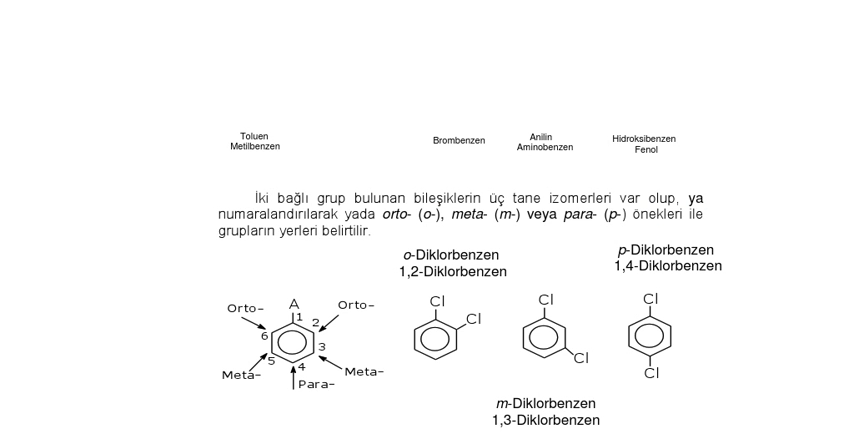 Toluen
Metilbenzen
Brombenzen
Anilin
Aminobenzen
Hidroksibenzen
Fenol
İki bağlı grup bulunan bileşiklerin üç tane izomerleri var olup, ya
numaralandırılarak yada orto- (o-), meta- (m-) veya para- (p-) önekleri ile
grupların yerleri belirtilir.
o-Diklorbenzen
1,2-Diklorbenzen
p-Diklorbenzen
1,4-Diklorbenzen
Orto-
A
Orto-
1
2
6
3
5
4
Meta-
Meta-
Para-
Cl
Cl
Cl
Cl
Cl
Cl
m-Diklorbenzen
1,3-Diklorbenzen